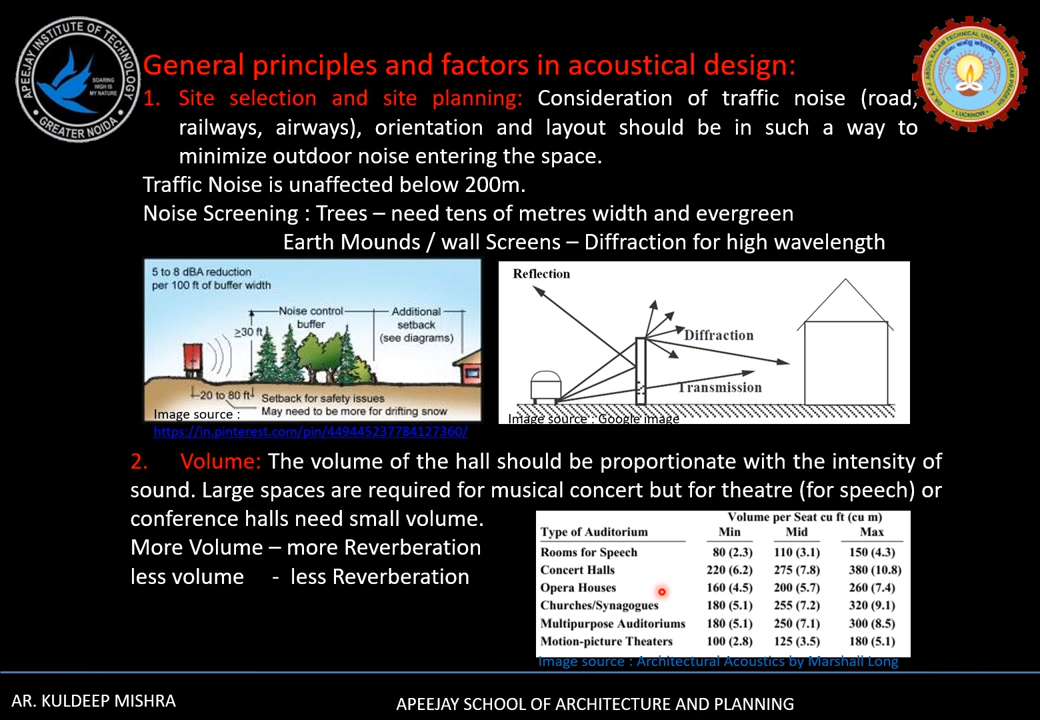 APEEJAY INSTITUTE OF TECHNOLOGY
SOARING
HIGH IS
MY NATURE
• GREATER NOIDA •
General principles and factors in acoustical design:
1. Site selection and site planning: Consideration of traffic noise (road,
railways, airways), orientation and layout should be in such a way to
minimize outdoor noise entering the space.
Traffic Noise is unaffected below 200m.
Noise Screening : Trees – need tens of metres width and evergreen
Earth Mounds / wall Screens – Diffraction for high wavelength
5 to 8 dBA reduction
per 100 ft of buffer width
Noise control
buffer
Additional
setback
(see diagrams)
≥30 ft
20 to 80 ft
Setback for safety issues
May need to be more for drifting snow
Image source :
https://in.pinterest.com/pin/449445237784127360/
Reflection
Diffraction
Transmission
Image source : Google image
2. Volume: The volume of the hall should be proportionate with the intensity of
sound. Large spaces are required for musical concert but for theatre (for speech) or
conference halls need small volume.
More Volume – more Reverberation
less volume - less Reverberation
Volume per Seat cu ft (cu m)
Type of Auditorium Min Mid Max
Rooms for Speech 80 (2.3) 110 (3.1) 150 (4.3)
Concert Halls 220 (6.2) 275 (7.8) 380 (10.8)
Opera Houses 160 (4.5) 200 (5.7) 260 (7.4)
Churches/Synagogues 180 (5.1) 255 (7.2) 320 (9.1)
Multipurpose Auditoriums 180 (5.1) 250 (7.1) 300 (8.5)
Motion-picture Theaters 100 (2.8) 125 (3.5) 180 (5.1)
Image source : Architectural Acoustics by Marshall Long
AR. KULDEEP MISHRA
APEEJAY SCHOOL OF ARCHITECTURE AND PLANNING